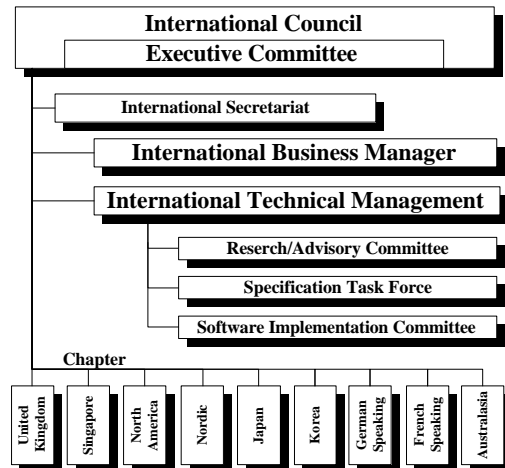 International Council
Executive Committee
International Secretariat
International Business Manager
International Technical Management
Reserch/Advisory Committee
Specification Task Force
Software Implementation Committee
Chapter
United
Kingdom
Singapore
North
America
Nordic
Japan
Korea
German
Speaking
French
Speaking
Australasia